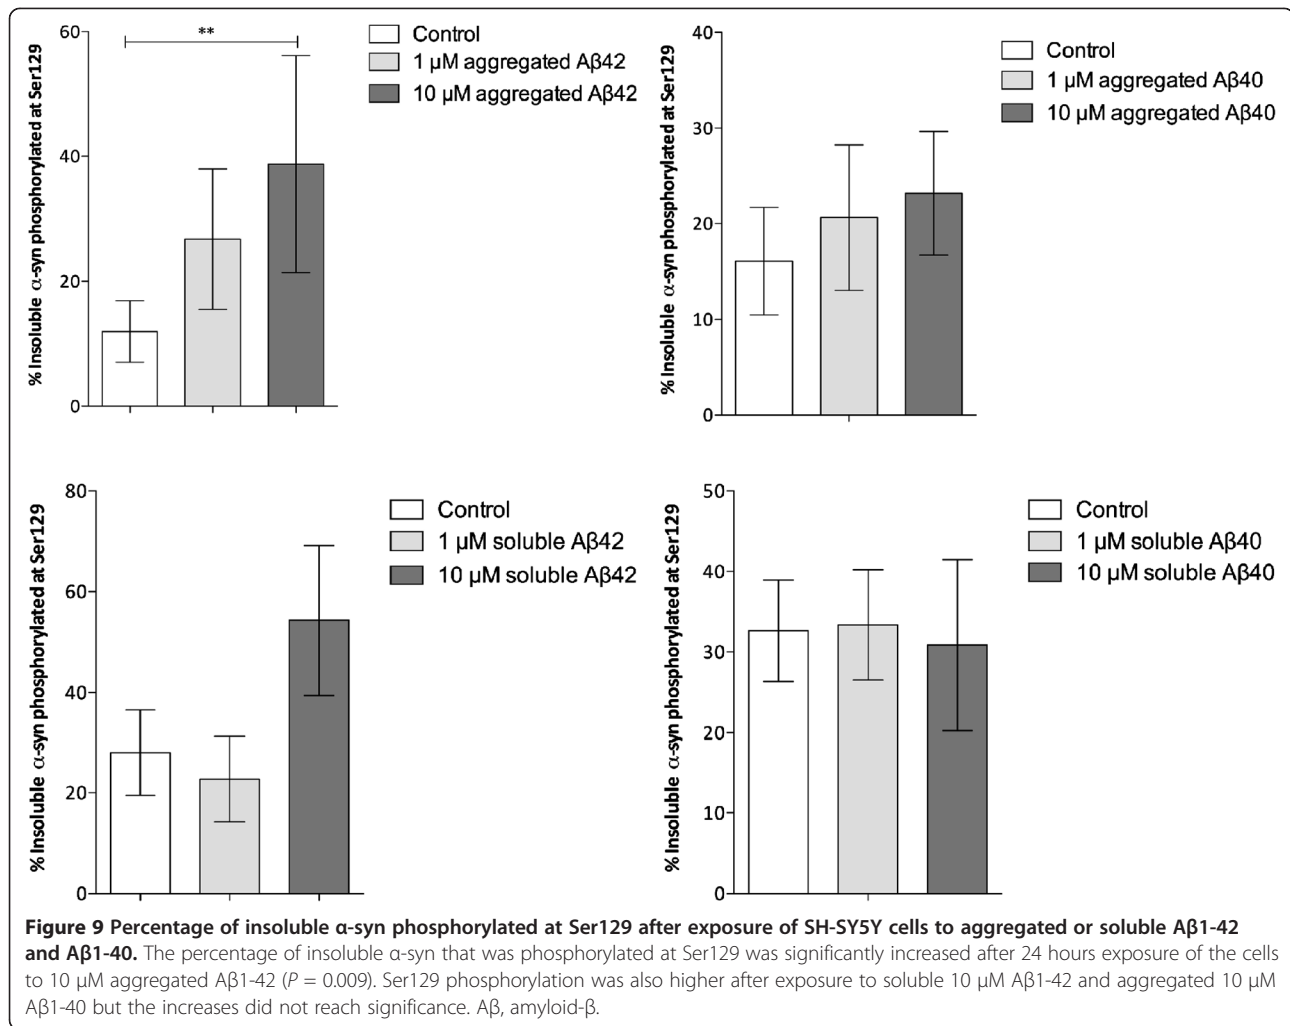 **
60
40
20
0
% Insoluble α-syn phosphorylated at Ser129
Control
1 µM aggregated Aβ42
10 µM aggregated Aβ42
40
30
20
10
0
% Insoluble α-syn phosphorylated at Ser129
Control
1 µM aggregated Aβ40
10 µM aggregated Aβ40
80
60
40
20
0
% Insoluble α-syn phosphorylated at Ser129
Control
1 µM soluble Aβ42
10 µM soluble Aβ42
50
40
30
20
10
0
% Insoluble α-syn phosphorylated at Ser129
Control
1 µM soluble Aβ40
10 µM soluble Aβ40
Figure 9 Percentage of insoluble α-syn phosphorylated at Ser129 after exposure of SH-SY5Y cells to aggregated or soluble Aβ1-42
and Aβ1-40. The percentage of insoluble α-syn that was phosphorylated at Ser129 was significantly increased after 24 hours exposure of the cells
to 10 µM aggregated Aβ1-42 (P = 0.009). Ser129 phosphorylation was also higher after exposure to soluble 10 µM Aβ1-42 and aggregated 10 µM
Aβ1-40 but the increases did not reach significance. Aβ, amyloid-β.